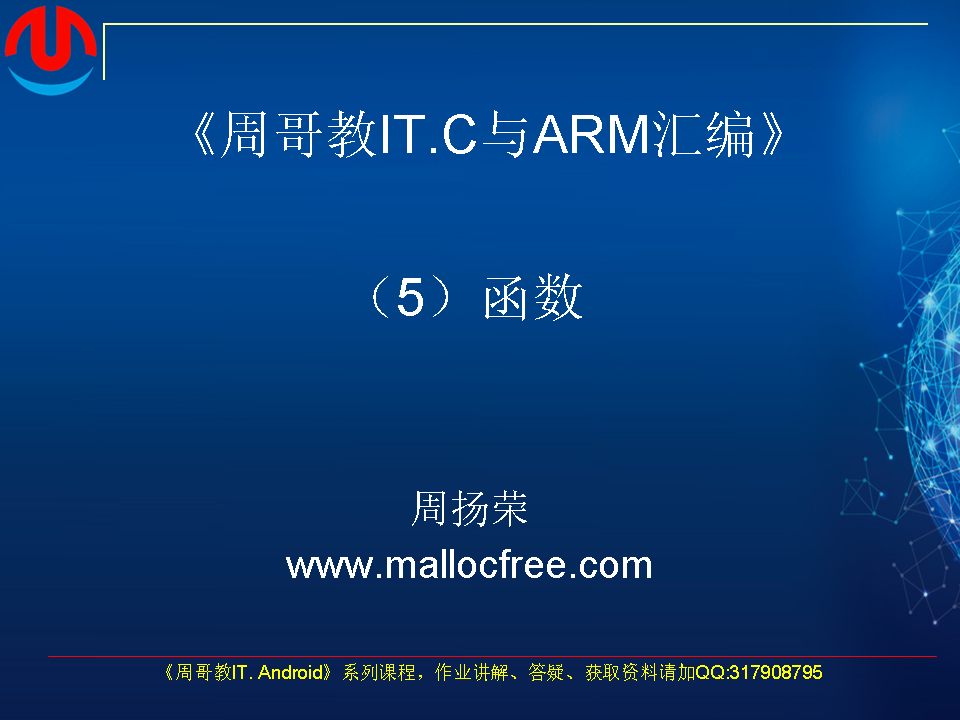 《周哥教IT.C与ARM汇编》
（5）函数
周扬荣
www.mallocfree.com
《周哥教IT. Android》系列课程，作业讲解、答疑、获取资料请加QQ:317908795